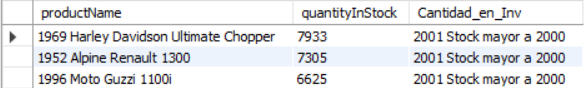 productName quantityInStock Cantidad_en_Inv
1969 Harley Davidson Ultimate Chopper 7933 2001 Stock mayor a 2000
1952 Alpine Renault 1300 7305 2001 Stock mayor a 2000
1996 Moto Guzzi 1100i 6625 2001 Stock mayor a 2000